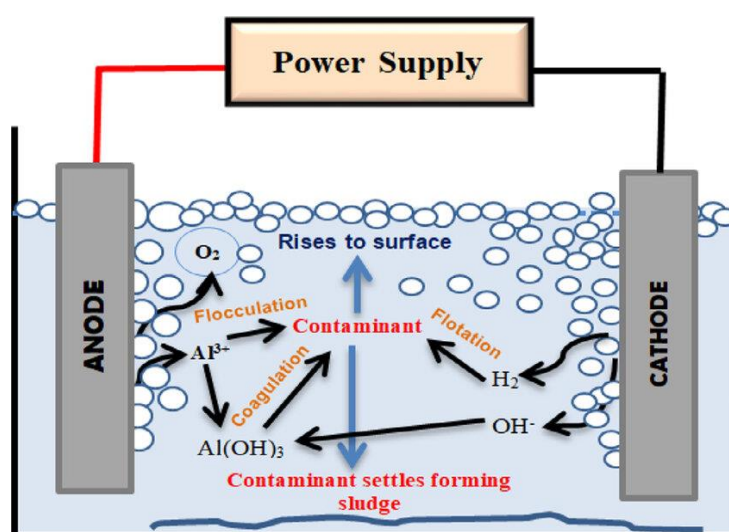 Power Supply
O₂
Rises to surface
Flocculation
Contaminant
Flotation
ANODE
CATHODE
Al³⁺
Coagulation
H₂
OH⁻
Al(OH)₃
Contaminant settles forming
sludge